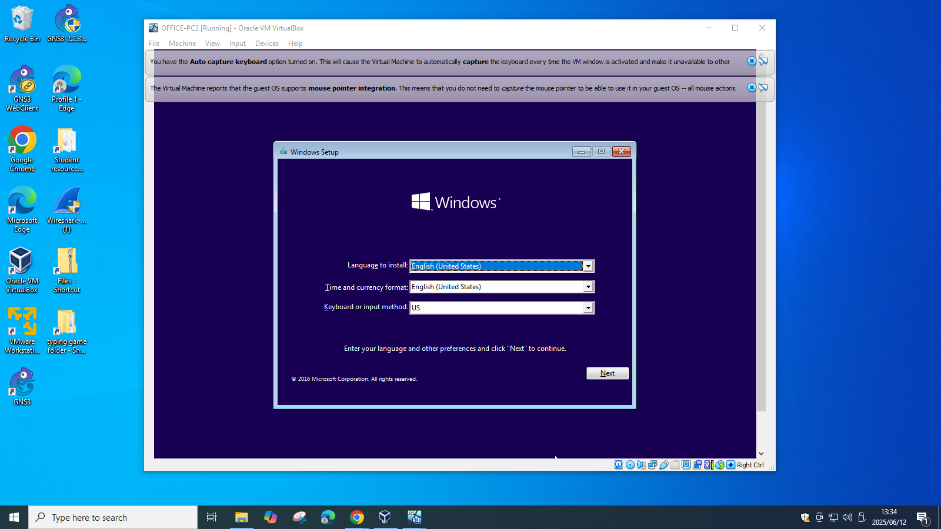 OFFICE-PC2 [Running] - Oracle VM VirtualBox
File Machine View Input Devices Help
You have the Auto capture keyboard option turned on. This will cause the Virtual Machine to automatically capture the keyboard every time the VM window is activated and make it unavailable to other
The Virtual Machine reports that the guest OS supports mouse pointer integration. This means that you do not need to capture the mouse pointer to be able to use it in your guest OS -- all mouse actions
Windows Setup
Windows
Language to install: English (United States)
Time and currency format: English (United States)
Keyboard or input method: US
Enter your language and other preferences and click "Next" to continue.
© 2016 Microsoft Corporation. All rights reserved.
Next
Right Ctrl
Recycle Bin
GNS3-2.2.3...
GNS3
WebClient
Profile 1 -
Edge
Google
Chrome
Student
resource...
Microsoft
Edge
Wireshark-...
(1)
Oracle VM
VirtualBox
Files -
Shortcut
VMware
Workstati...
typing game
folder - Sh...
GNS3
Type here to search
13:34
2025/06/12
1